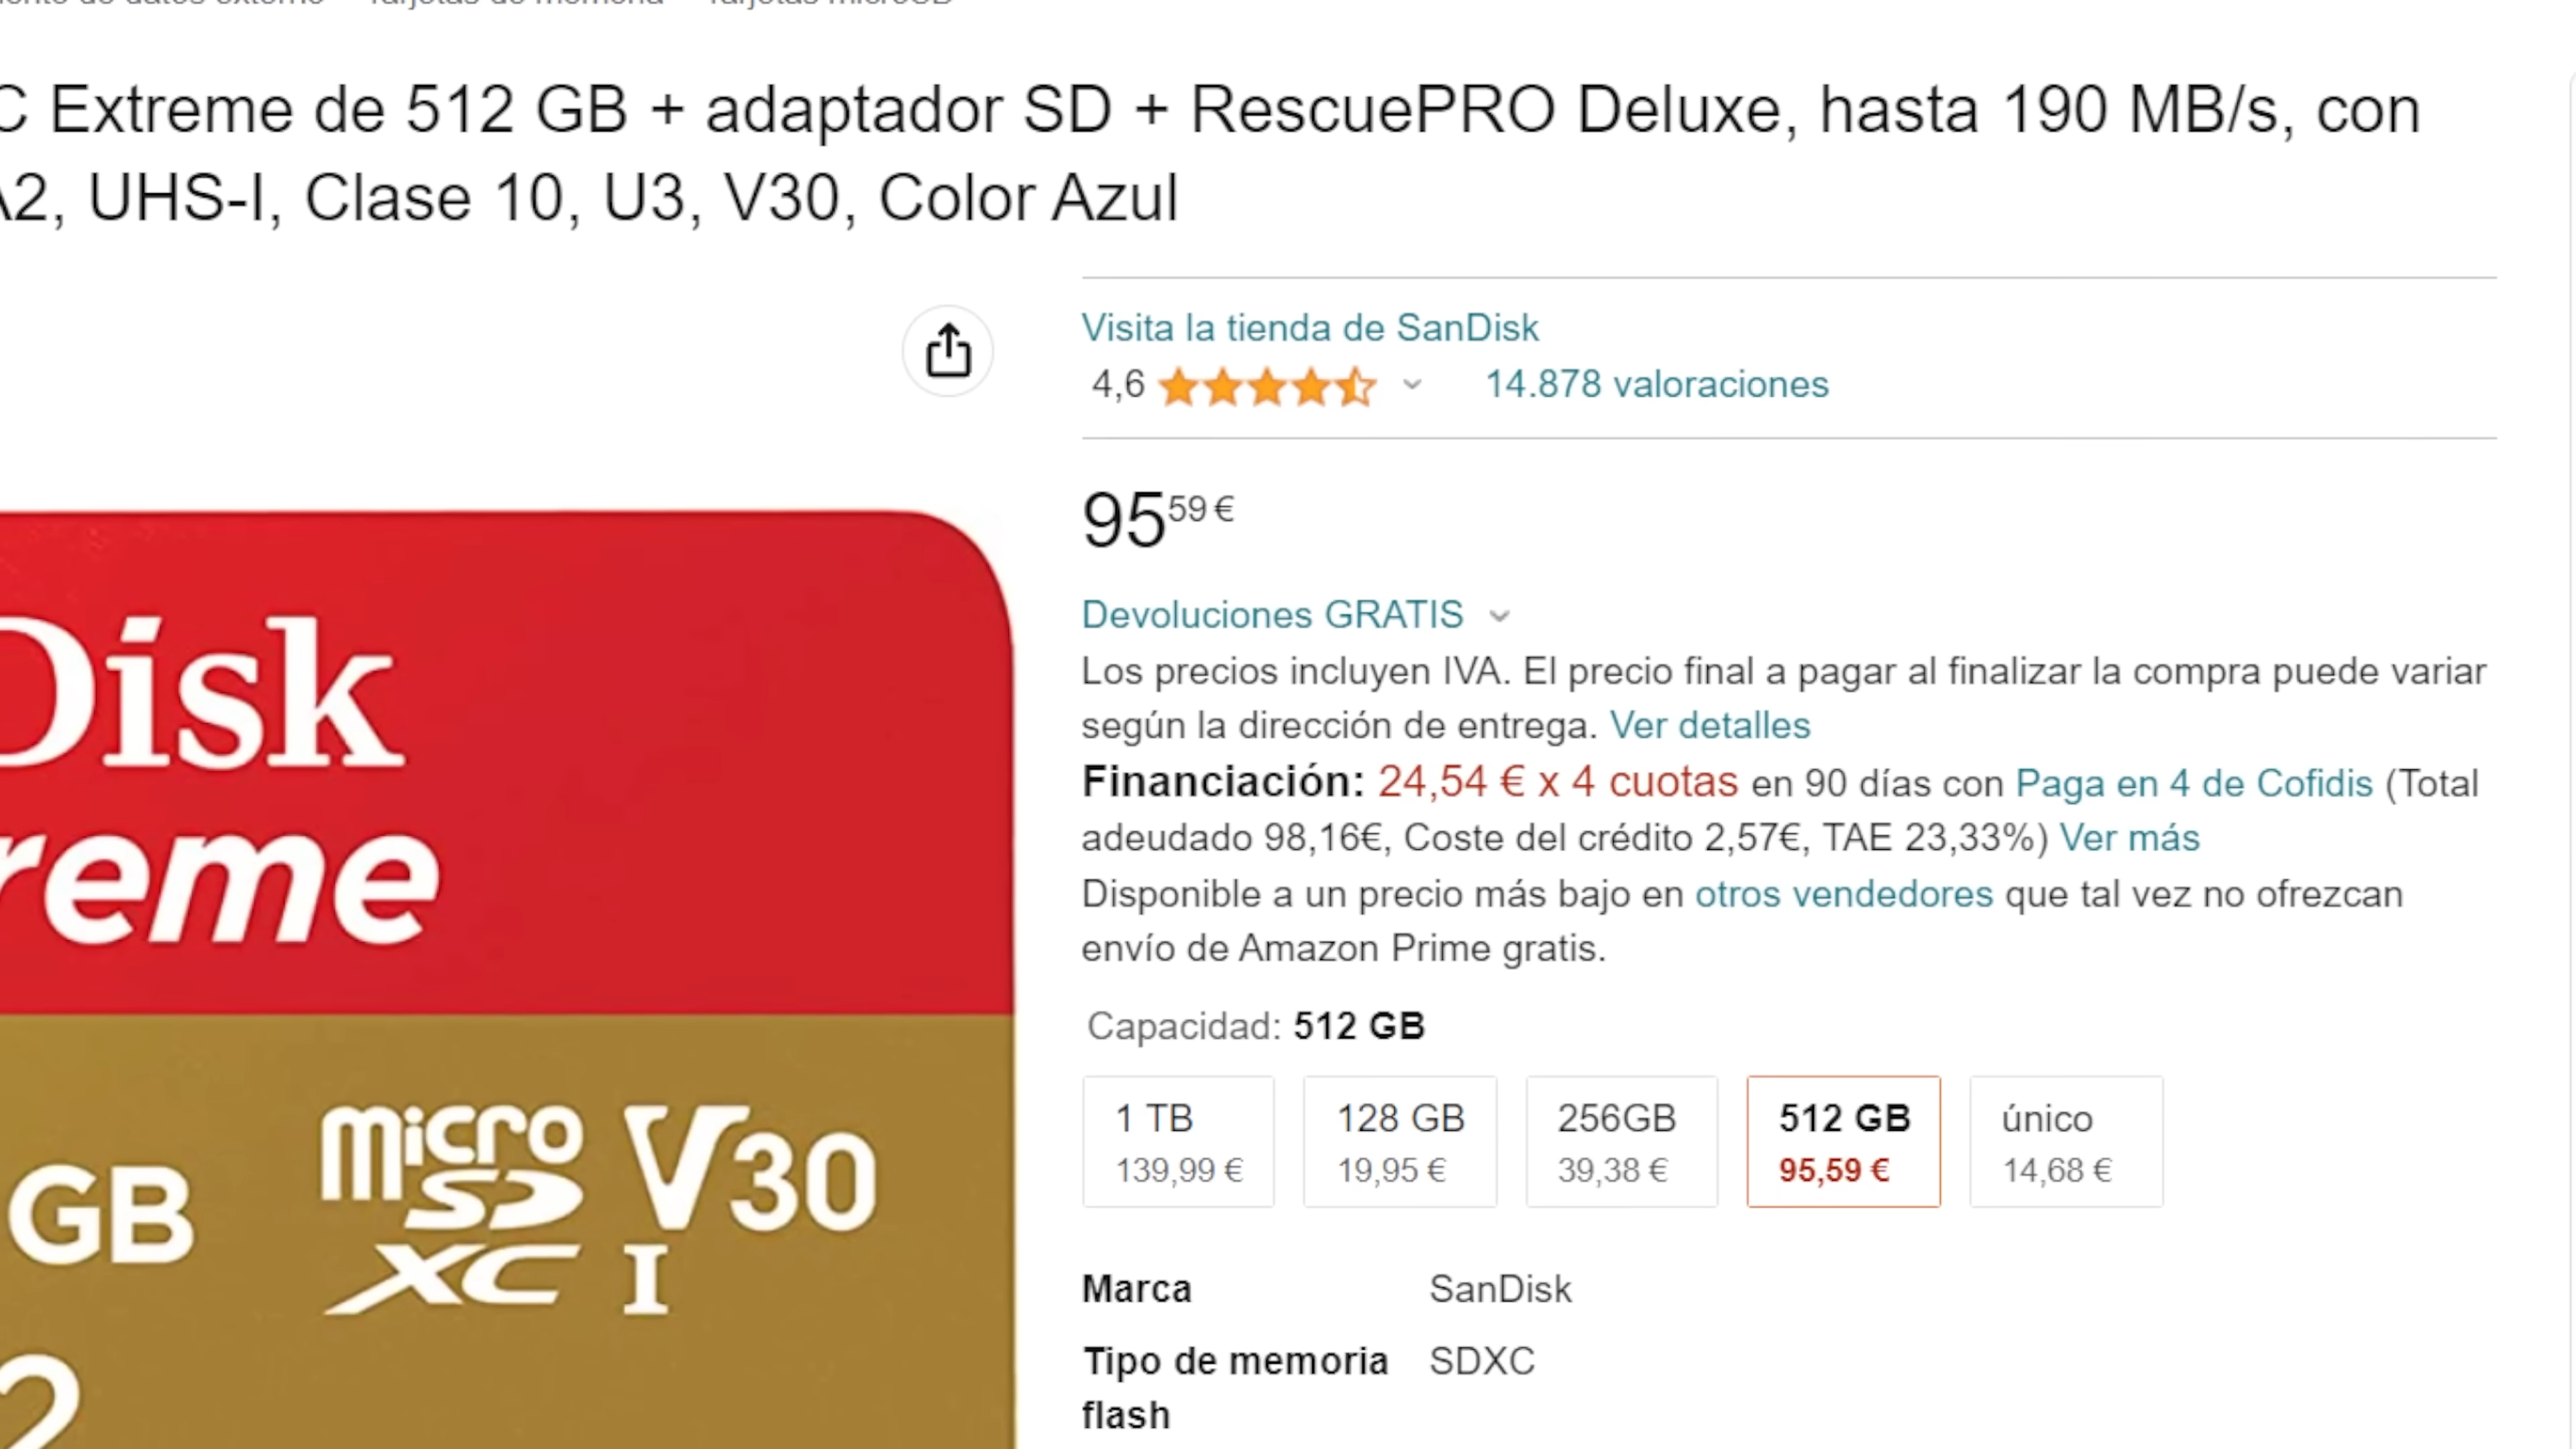 C Extreme de 512 GB + adaptador SD + RescuePRO Deluxe, hasta 190 MB/s, con
A2, UHS-I, Clase 10, U3, V30, Color Azul
Visita la tienda de SanDisk
4,6 14.878 valoraciones
95 59 €
Devoluciones GRATIS
Los precios incluyen IVA. El precio final a pagar al finalizar la compra puede variar
según la dirección de entrega. Ver detalles
Financiación: 24,54 € x 4 cuotas en 90 días con Paga en 4 de Cofidis (Total
adeudado 98,16€, Coste del crédito 2,57€, TAE 23,33%) Ver más
Disponible a un precio más bajo en otros vendedores que tal vez no ofrezcan
envío de Amazon Prime gratis.
Capacidad: 512 GB
1 TB 128 GB 256GB 512 GB único
139,99 € 19,95 € 39,38 € 95,59 € 14,68 €
Marca SanDisk
Tipo de memoria SDXC
flash
Disk
reme
GB micro SD XC I V30
2